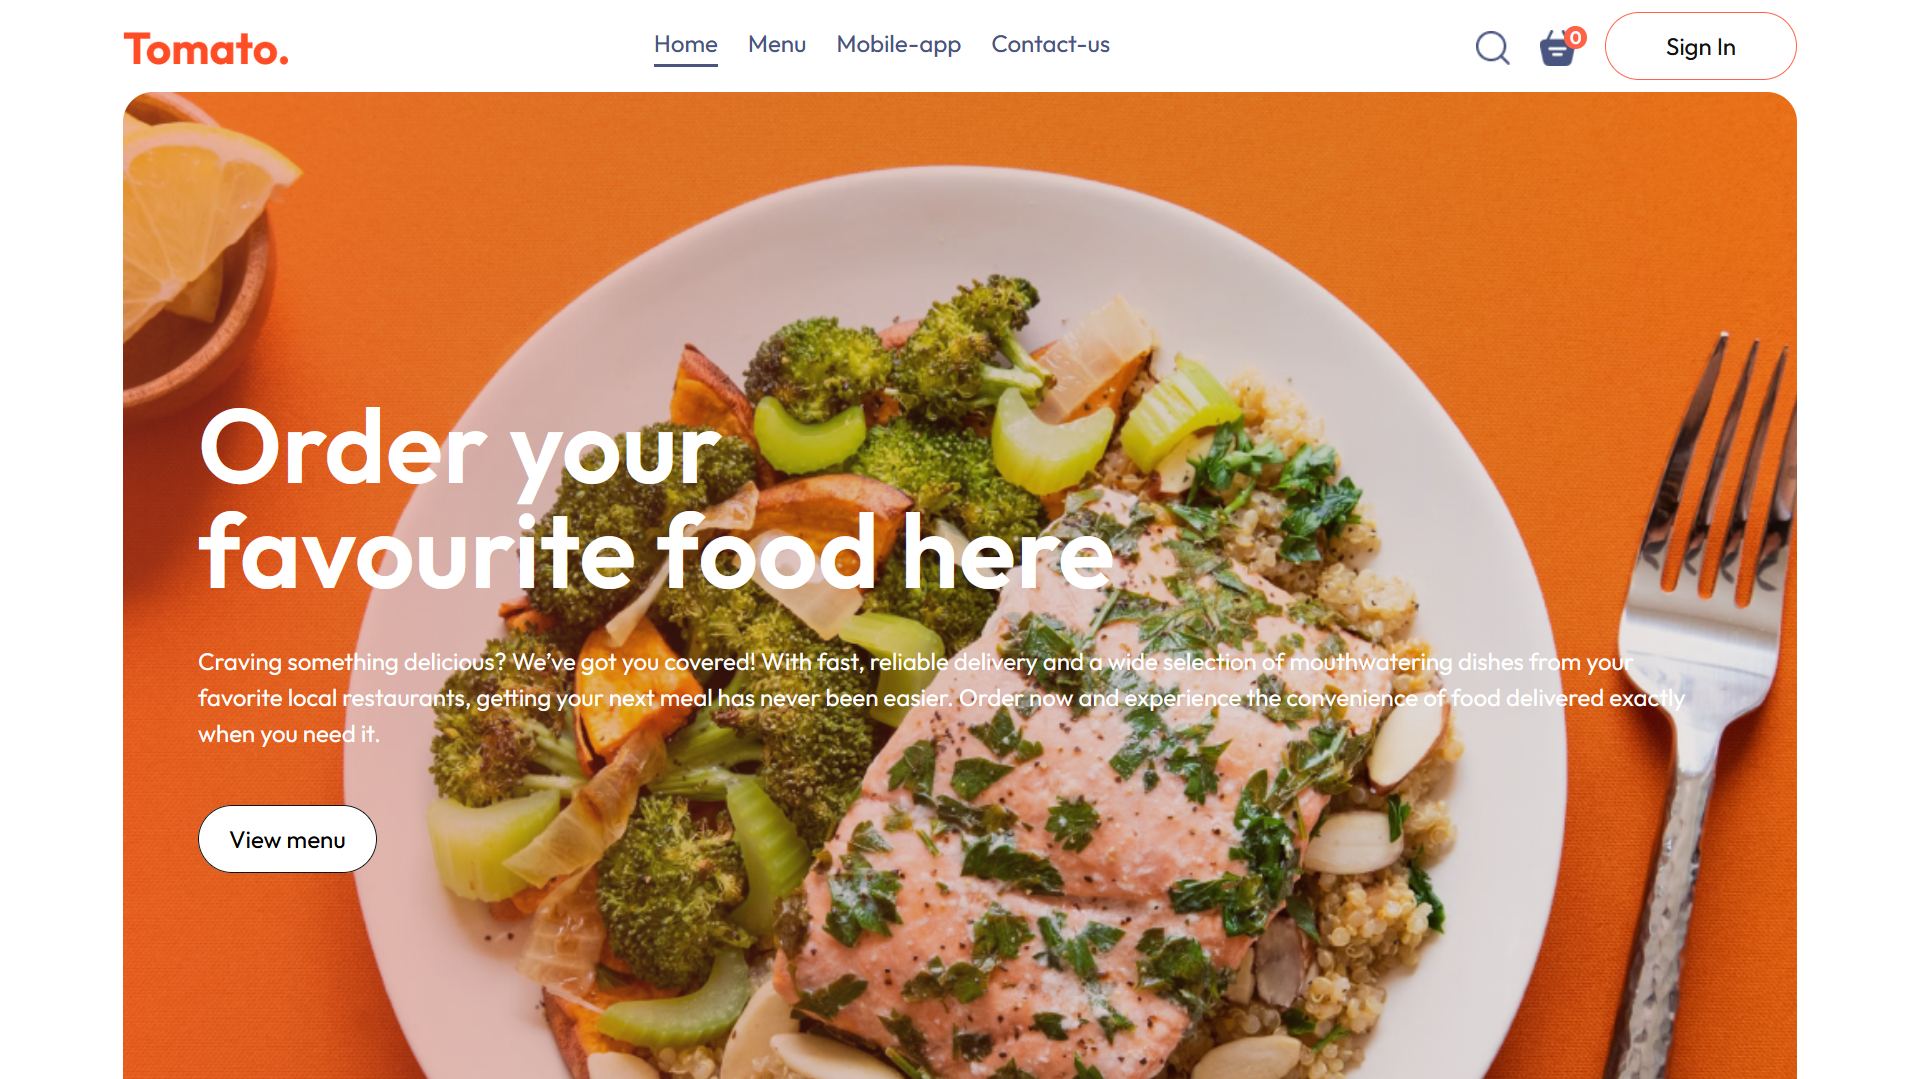 Tomato.
Home
Menu
Mobile-app
Contact-us
0
Sign In
Order your
favourite food here
Craving something delicious? We’ve got you covered! With fast, reliable delivery and a wide selection of mouthwatering dishes from your
favorite local restaurants, getting your next meal has never been easier. Order now and experience the convenience of food delivered exactly
when you need it.
View menu